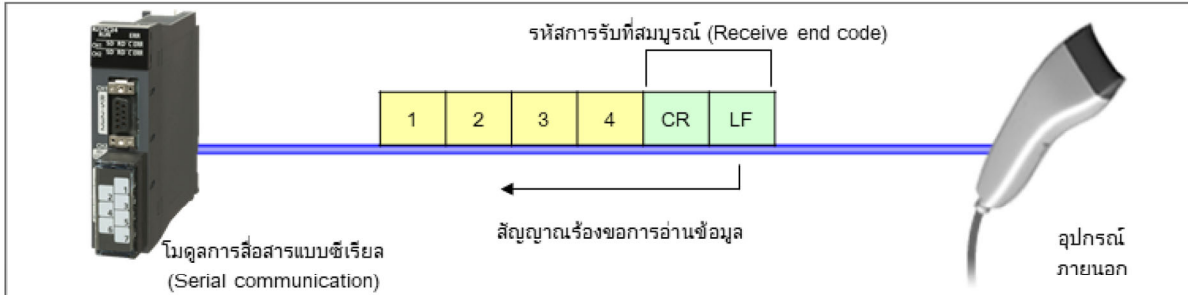 รหัสการรับที่สมบูรณ์ (Receive end code)
1 2 3 4 CR LF
สัญญาณร้องขอการอ่านข้อมูล
โมดูลการสื่อสารแบบซีเรียล
(Serial communication)
อุปกรณ์
ภายนอก